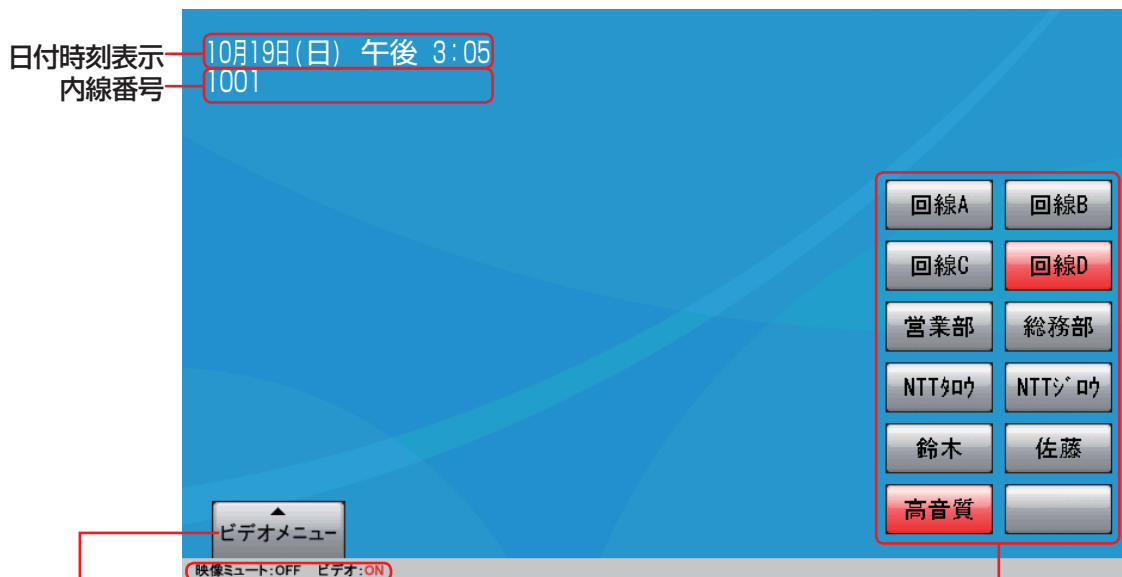 日付時刻表示
10月19日(日) 午後 3:05
内線番号
1001
回線A
回線B
回線C
回線D
営業部
総務部
NTTﾀﾛｳ
NTTｼﾞﾛｳ
鈴木
佐藤
高音質
ビデオメニュー
映像ミュート:OFF ビデオ:ON